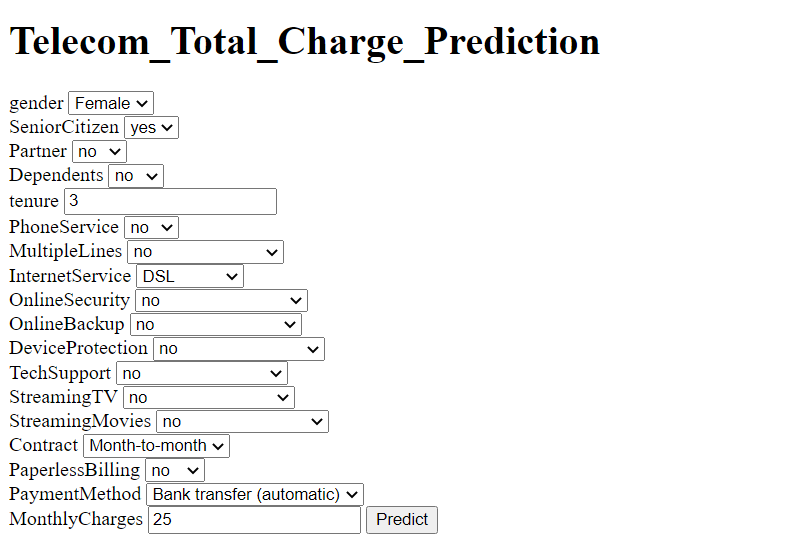 Telecom_Total_Charge_Prediction
gender Female
SeniorCitizen yes
Partner no
Dependents no
tenure 3
PhoneService no
MultipleLines no
InternetService DSL
OnlineSecurity no
OnlineBackup no
DeviceProtection no
TechSupport no
StreamingTV no
StreamingMovies no
Contract Month-to-month
PaperlessBilling no
PaymentMethod Bank transfer (automatic)
MonthlyCharges 25 Predict